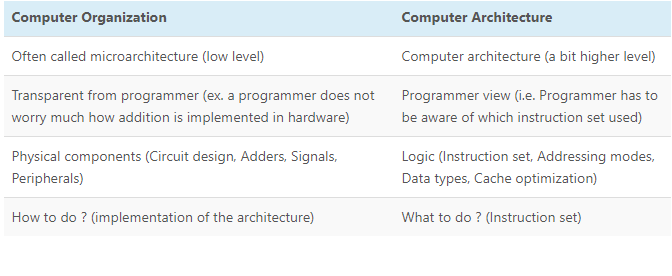 Computer Organization Computer Architecture
Often called microarchitecture (low level) Computer architecture (a bit higher level)
Transparent from programmer (ex. a programmer does not Programmer view (i.e. Programmer has to
worry much how addition is implemented in hardware) be aware of which instruction set used)
Physical components (Circuit design, Adders, Signals, Logic (Instruction set, Addressing modes,
Peripherals) Data types, Cache optimization)
How to do ? (implementation of the architecture) What to do ? (Instruction set)